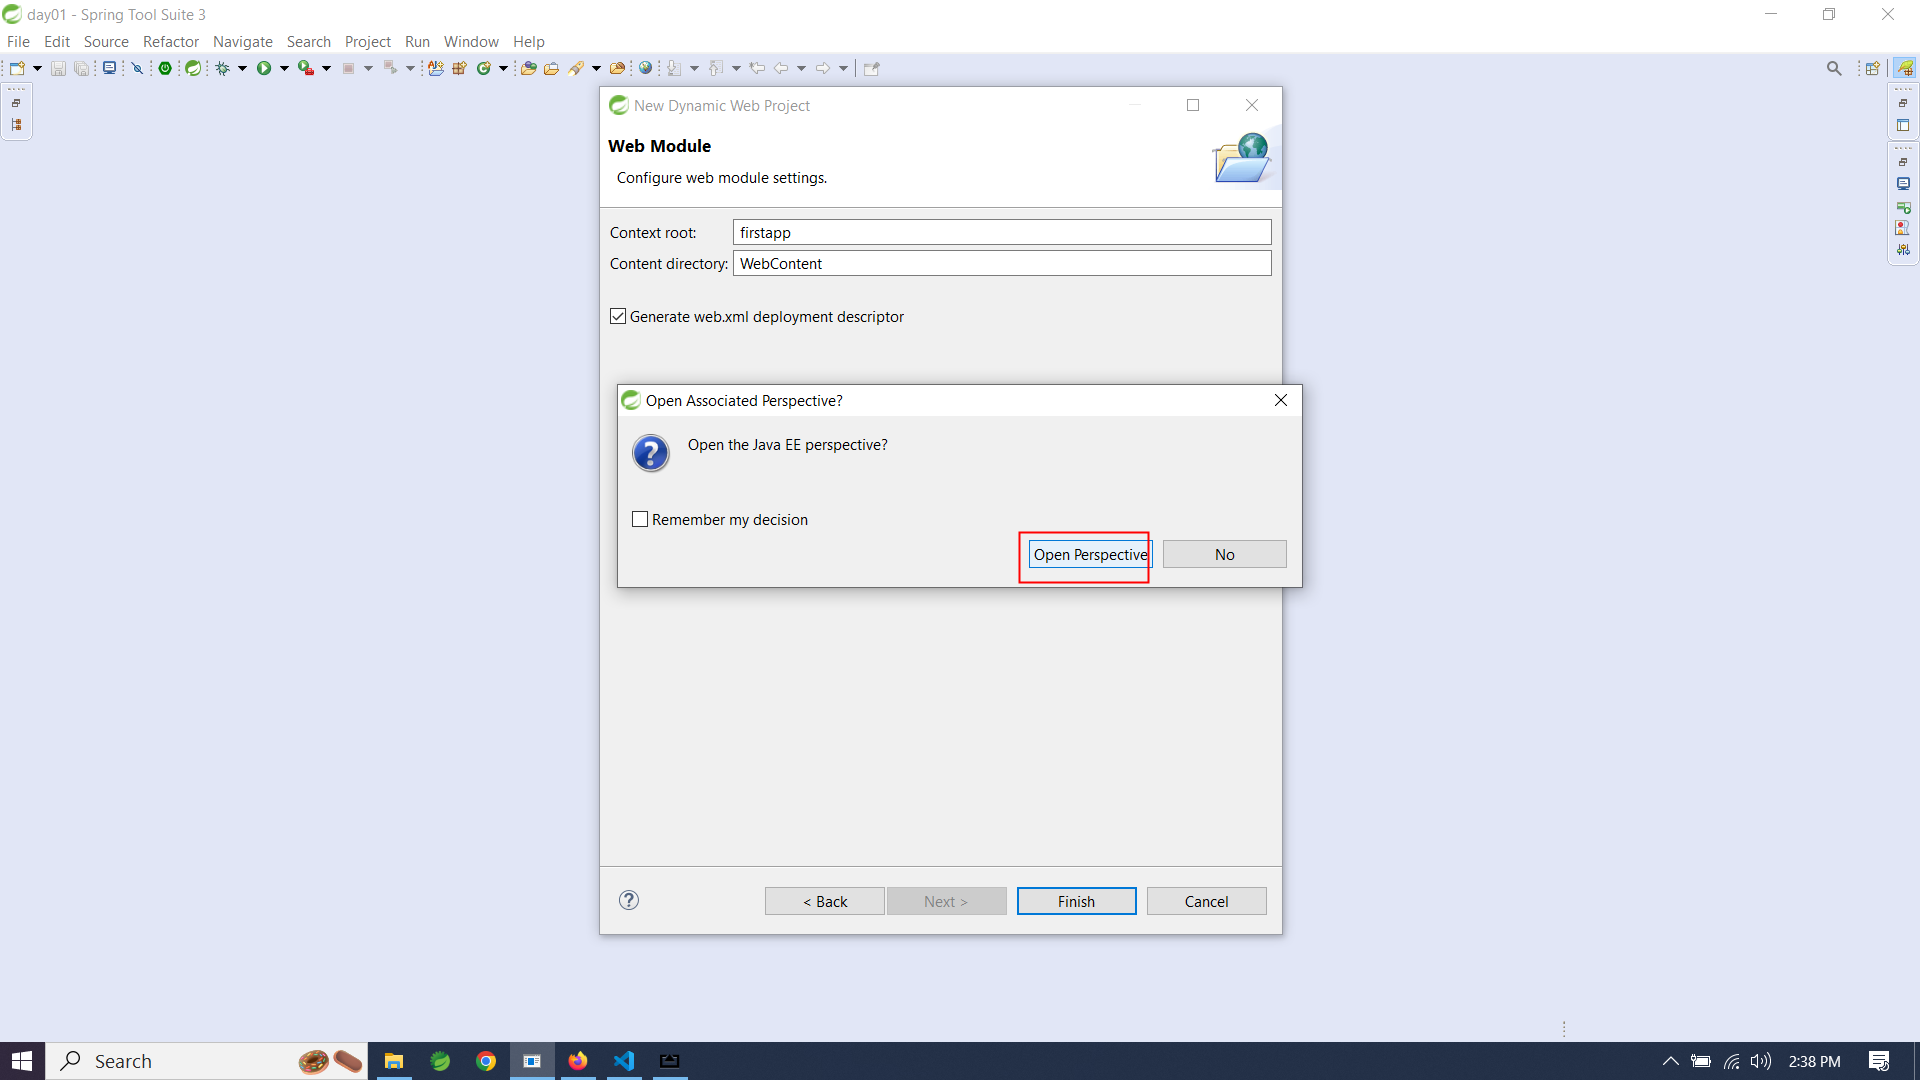 day01 - Spring Tool Suite 3
File Edit Source Refactor Navigate Search Project Run Window Help
New Dynamic Web Project
Web Module
Configure web module settings.
Context root: firstapp
Content directory: WebContent
Generate web.xml deployment descriptor
Open Associated Perspective?
Open the Java EE perspective?
Remember my decision
Open Perspective No
< Back Next > Finish Cancel
Search
2:38 PM